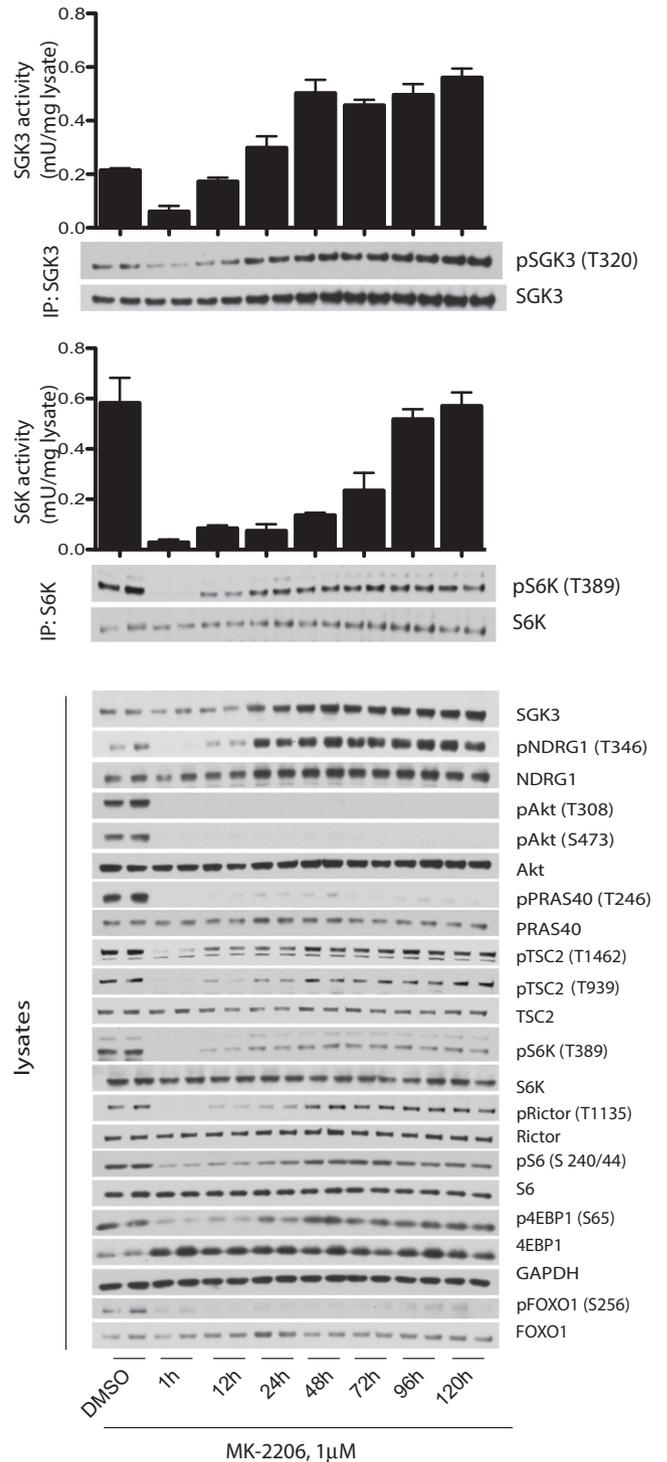 0.8
0.6
0.4
0.2
0.0
SGK3 activity
(mU/mg lysate)
IP: SGK3
pSGK3 (T320)
SGK3
0.8
0.6
0.4
0.2
0.0
S6K activity
(mU/mg lysate)
IP: S6K
pS6K (T389)
S6K
lysates
SGK3
pNDRG1 (T346)
NDRG1
pAkt (T308)
pAkt (S473)
Akt
pPRAS40 (T246)
PRAS40
pTSC2 (T1462)
pTSC2 (T939)
TSC2
pS6K (T389)
S6K
pRictor (T1135)
Rictor
pS6 (S 240/44)
S6
p4EBP1 (S65)
4EBP1
GAPDH
pFOXO1 (S256)
FOXO1
DMSO 1h 12h 24h 48h 72h 96h 120h
MK-2206, 1μM